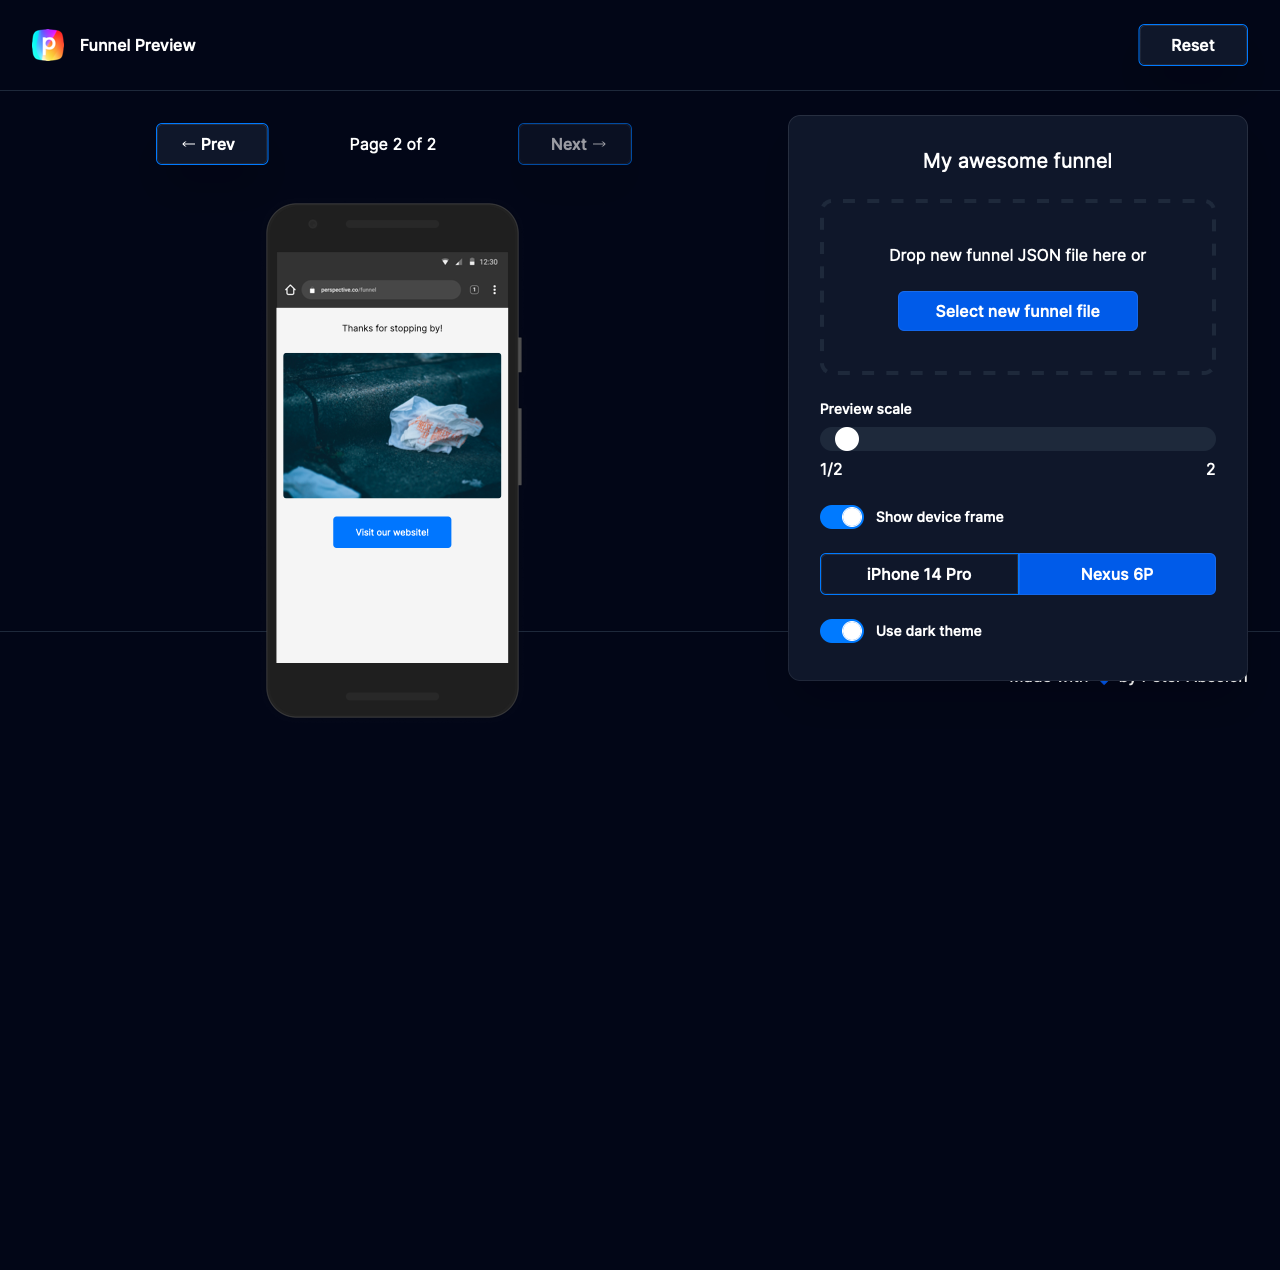 Funnel Preview
Reset
← Prev
Page 2 of 2
Next →
12:30
perspective.co/funnel
1
Thanks for stopping by!
Visit our website!
My awesome funnel
Drop new funnel JSON file here or
Select new funnel file
Preview scale
1/2
2
Show device frame
iPhone 14 Pro
Nexus 6P
Use dark theme